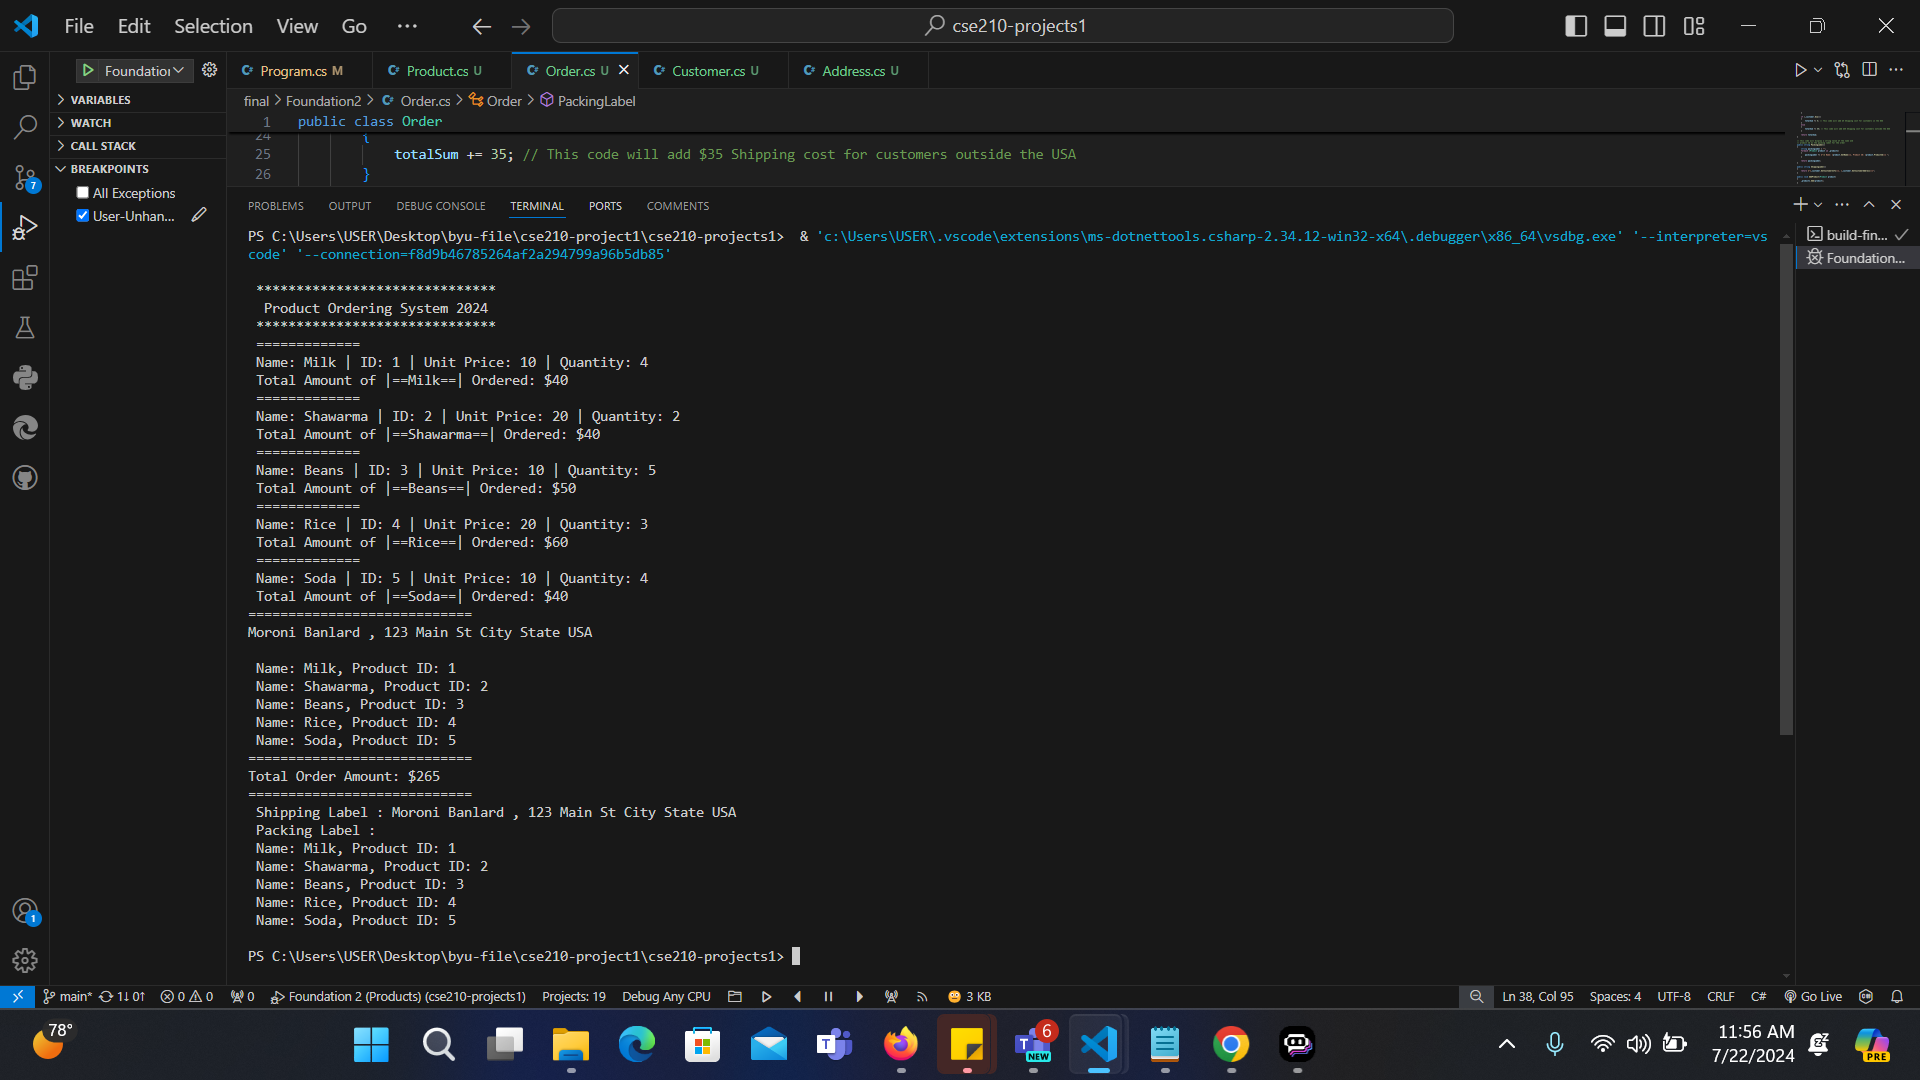 File Edit Selection View Go ··· cse210-projects1
Foundation Program.cs M Product.cs U Order.cs U Customer.cs U Address.cs U
VARIABLES
WATCH
CALL STACK
BREAKPOINTS
All Exceptions
User-Unhan...
final > Foundation2 > Order.cs > Order > PackingLabel
1 public class Order
24 {
25 totalSum += 35; // This code will add $35 Shipping cost for customers outside the USA
26 }
PROBLEMS OUTPUT DEBUG CONSOLE TERMINAL PORTS COMMENTS
build-fin...
Foundation...
PS C:\Users\USER\Desktop\byu-file\cse210-project1\cse210-projects1> & 'c:\Users\USER\.vscode\extensions\ms-dotnettools.csharp-2.34.12-win32-x64\.debugger\x86_64\vsdbg.exe' '--interpreter=vs
code' '--connection=f8d9b46785264af2a294799a96b5db85'
******************************
Product Ordering System 2024
******************************
=============
Name: Milk | ID: 1 | Unit Price: 10 | Quantity: 4
Total Amount of |==Milk==| Ordered: $40
=============
Name: Shawarma | ID: 2 | Unit Price: 20 | Quantity: 2
Total Amount of |==Shawarma==| Ordered: $40
=============
Name: Beans | ID: 3 | Unit Price: 10 | Quantity: 5
Total Amount of |==Beans==| Ordered: $50
=============
Name: Rice | ID: 4 | Unit Price: 20 | Quantity: 3
Total Amount of |==Rice==| Ordered: $60
=============
Name: Soda | ID: 5 | Unit Price: 10 | Quantity: 4
Total Amount of |==Soda==| Ordered: $40
============================
Moroni Banlard , 123 Main St City State USA
Name: Milk, Product ID: 1
Name: Shawarma, Product ID: 2
Name: Beans, Product ID: 3
Name: Rice, Product ID: 4
Name: Soda, Product ID: 5
============================
Total Order Amount: $265
============================
Shipping Label : Moroni Banlard , 123 Main St City State USA
Packing Label :
Name: Milk, Product ID: 1
Name: Shawarma, Product ID: 2
Name: Beans, Product ID: 3
Name: Rice, Product ID: 4
Name: Soda, Product ID: 5
PS C:\Users\USER\Desktop\byu-file\cse210-project1\cse210-projects1>
7
1
main* 1↓ 0↑ 0 0 0 Foundation 2 (Products) (cse210-projects1) Projects: 19 Debug Any CPU 3 KB Ln 38, Col 95 Spaces: 4 UTF-8 CRLF C# Go Live
78° 6 NEW 11:56 AM
7/22/2024 PRE